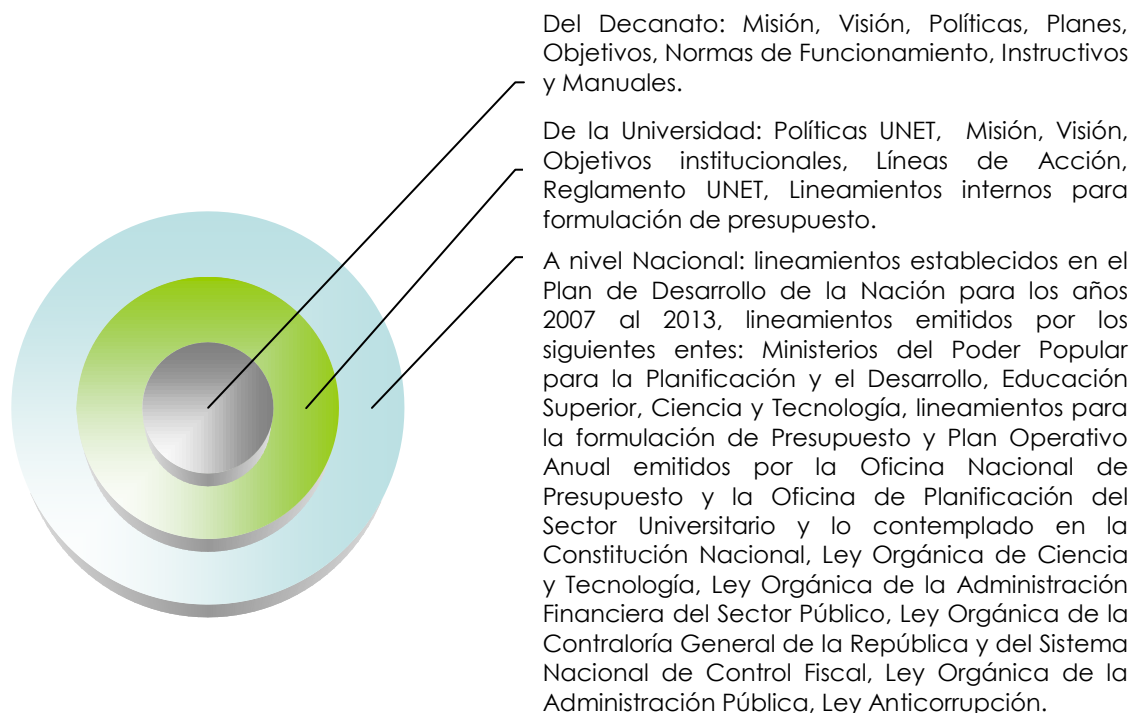 Del Decanato: Misión, Visión, Políticas, Planes,
Objetivos, Normas de Funcionamiento, Instructivos
y Manuales.
De la Universidad: Políticas UNET, Misión, Visión,
Objetivos institucionales, Líneas de Acción,
Reglamento UNET, Lineamientos internos para
formulación de presupuesto.
A nivel Nacional: lineamientos establecidos en el
Plan de Desarrollo de la Nación para los años
2007 al 2013, lineamientos emitidos por los
siguientes entes: Ministerios del Poder Popular
para la Planificación y el Desarrollo, Educación
Superior, Ciencia y Tecnología, lineamientos para
la formulación de Presupuesto y Plan Operativo
Anual emitidos por la Oficina Nacional de
Presupuesto y la Oficina de Planificación del
Sector Universitario y lo contemplado en la
Constitución Nacional, Ley Orgánica de Ciencia
y Tecnología, Ley Orgánica de la Administración
Financiera del Sector Público, Ley Orgánica de la
Contraloría General de la República y del Sistema
Nacional de Control Fiscal, Ley Orgánica de la
Administración Pública, Ley Anticorrupción.